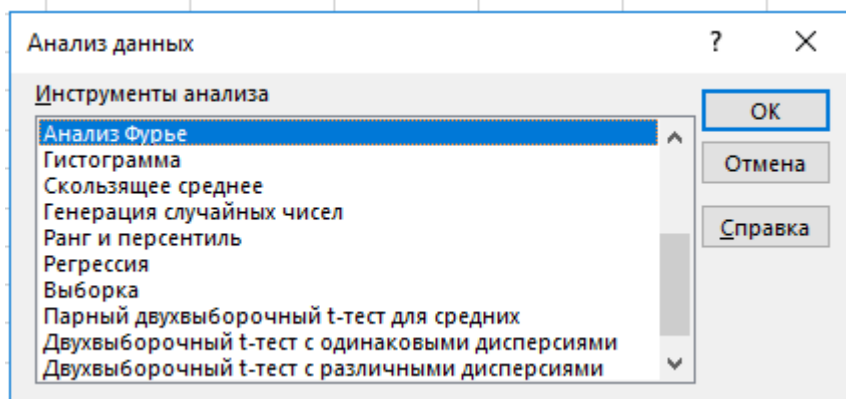 Анализ данных
?
Инструменты анализа
Анализ Фурье
Гистограмма
Скользящее среднее
Генерация случайных чисел
Ранг и персентиль
Регрессия
Выборка
Парный двухвыборочный t-тест для средних
Двухвыборочный t-тест с одинаковыми дисперсиями
Двухвыборочный t-тест с различными дисперсиями
ОК
Отмена
Справка